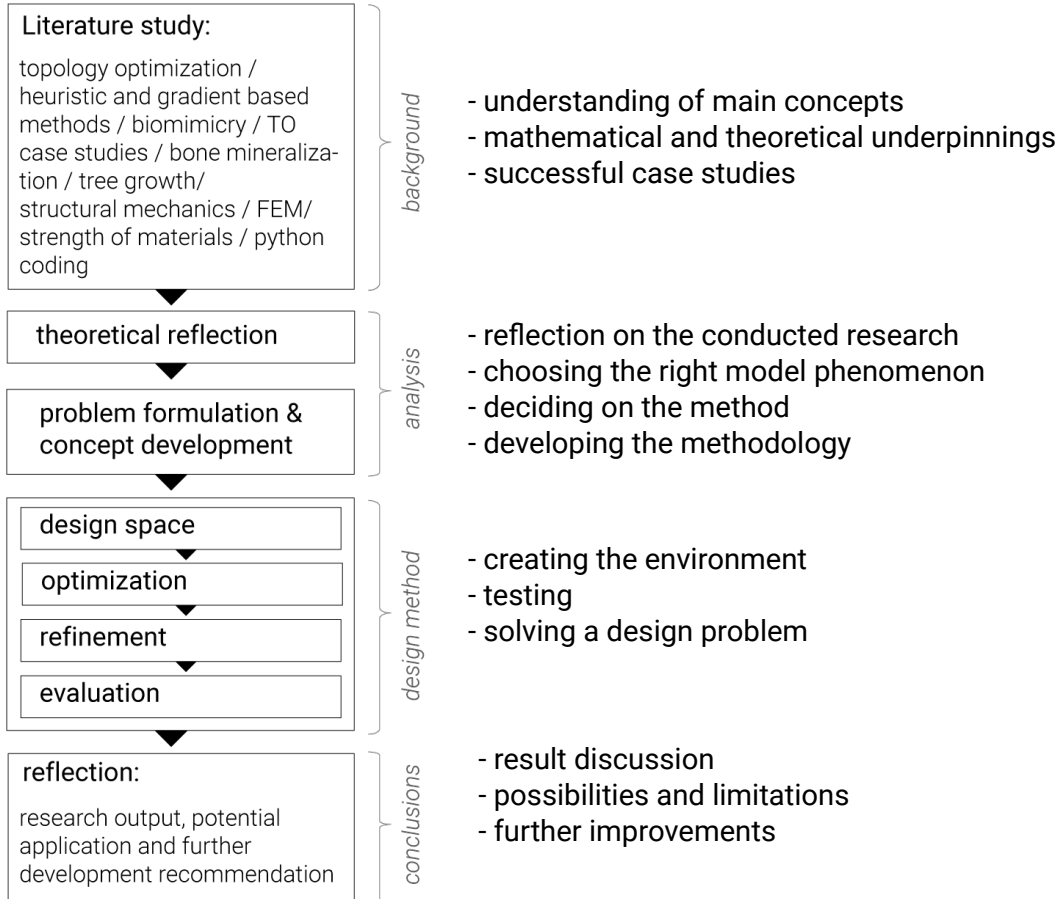 Literature study:
topology optimization /
heuristic and gradient based
methods / biomimicry / TO
case studies / bone mineraliza-
tion / tree growth/
structural mechanics / FEM/
strength of materials / python
coding
background
- understanding of main concepts
- mathematical and theoretical underpinnings
- successful case studies
theoretical reflection
problem formulation &
concept development
analysis
- reflection on the conducted research
- choosing the right model phenomenon
- deciding on the method
- developing the methodology
design space
optimization
refinement
evaluation
design method
- creating the environment
- testing
- solving a design problem
reflection:
research output, potential
application and further
development recommendation
conclusions
- result discussion
- possibilities and limitations
- further improvements